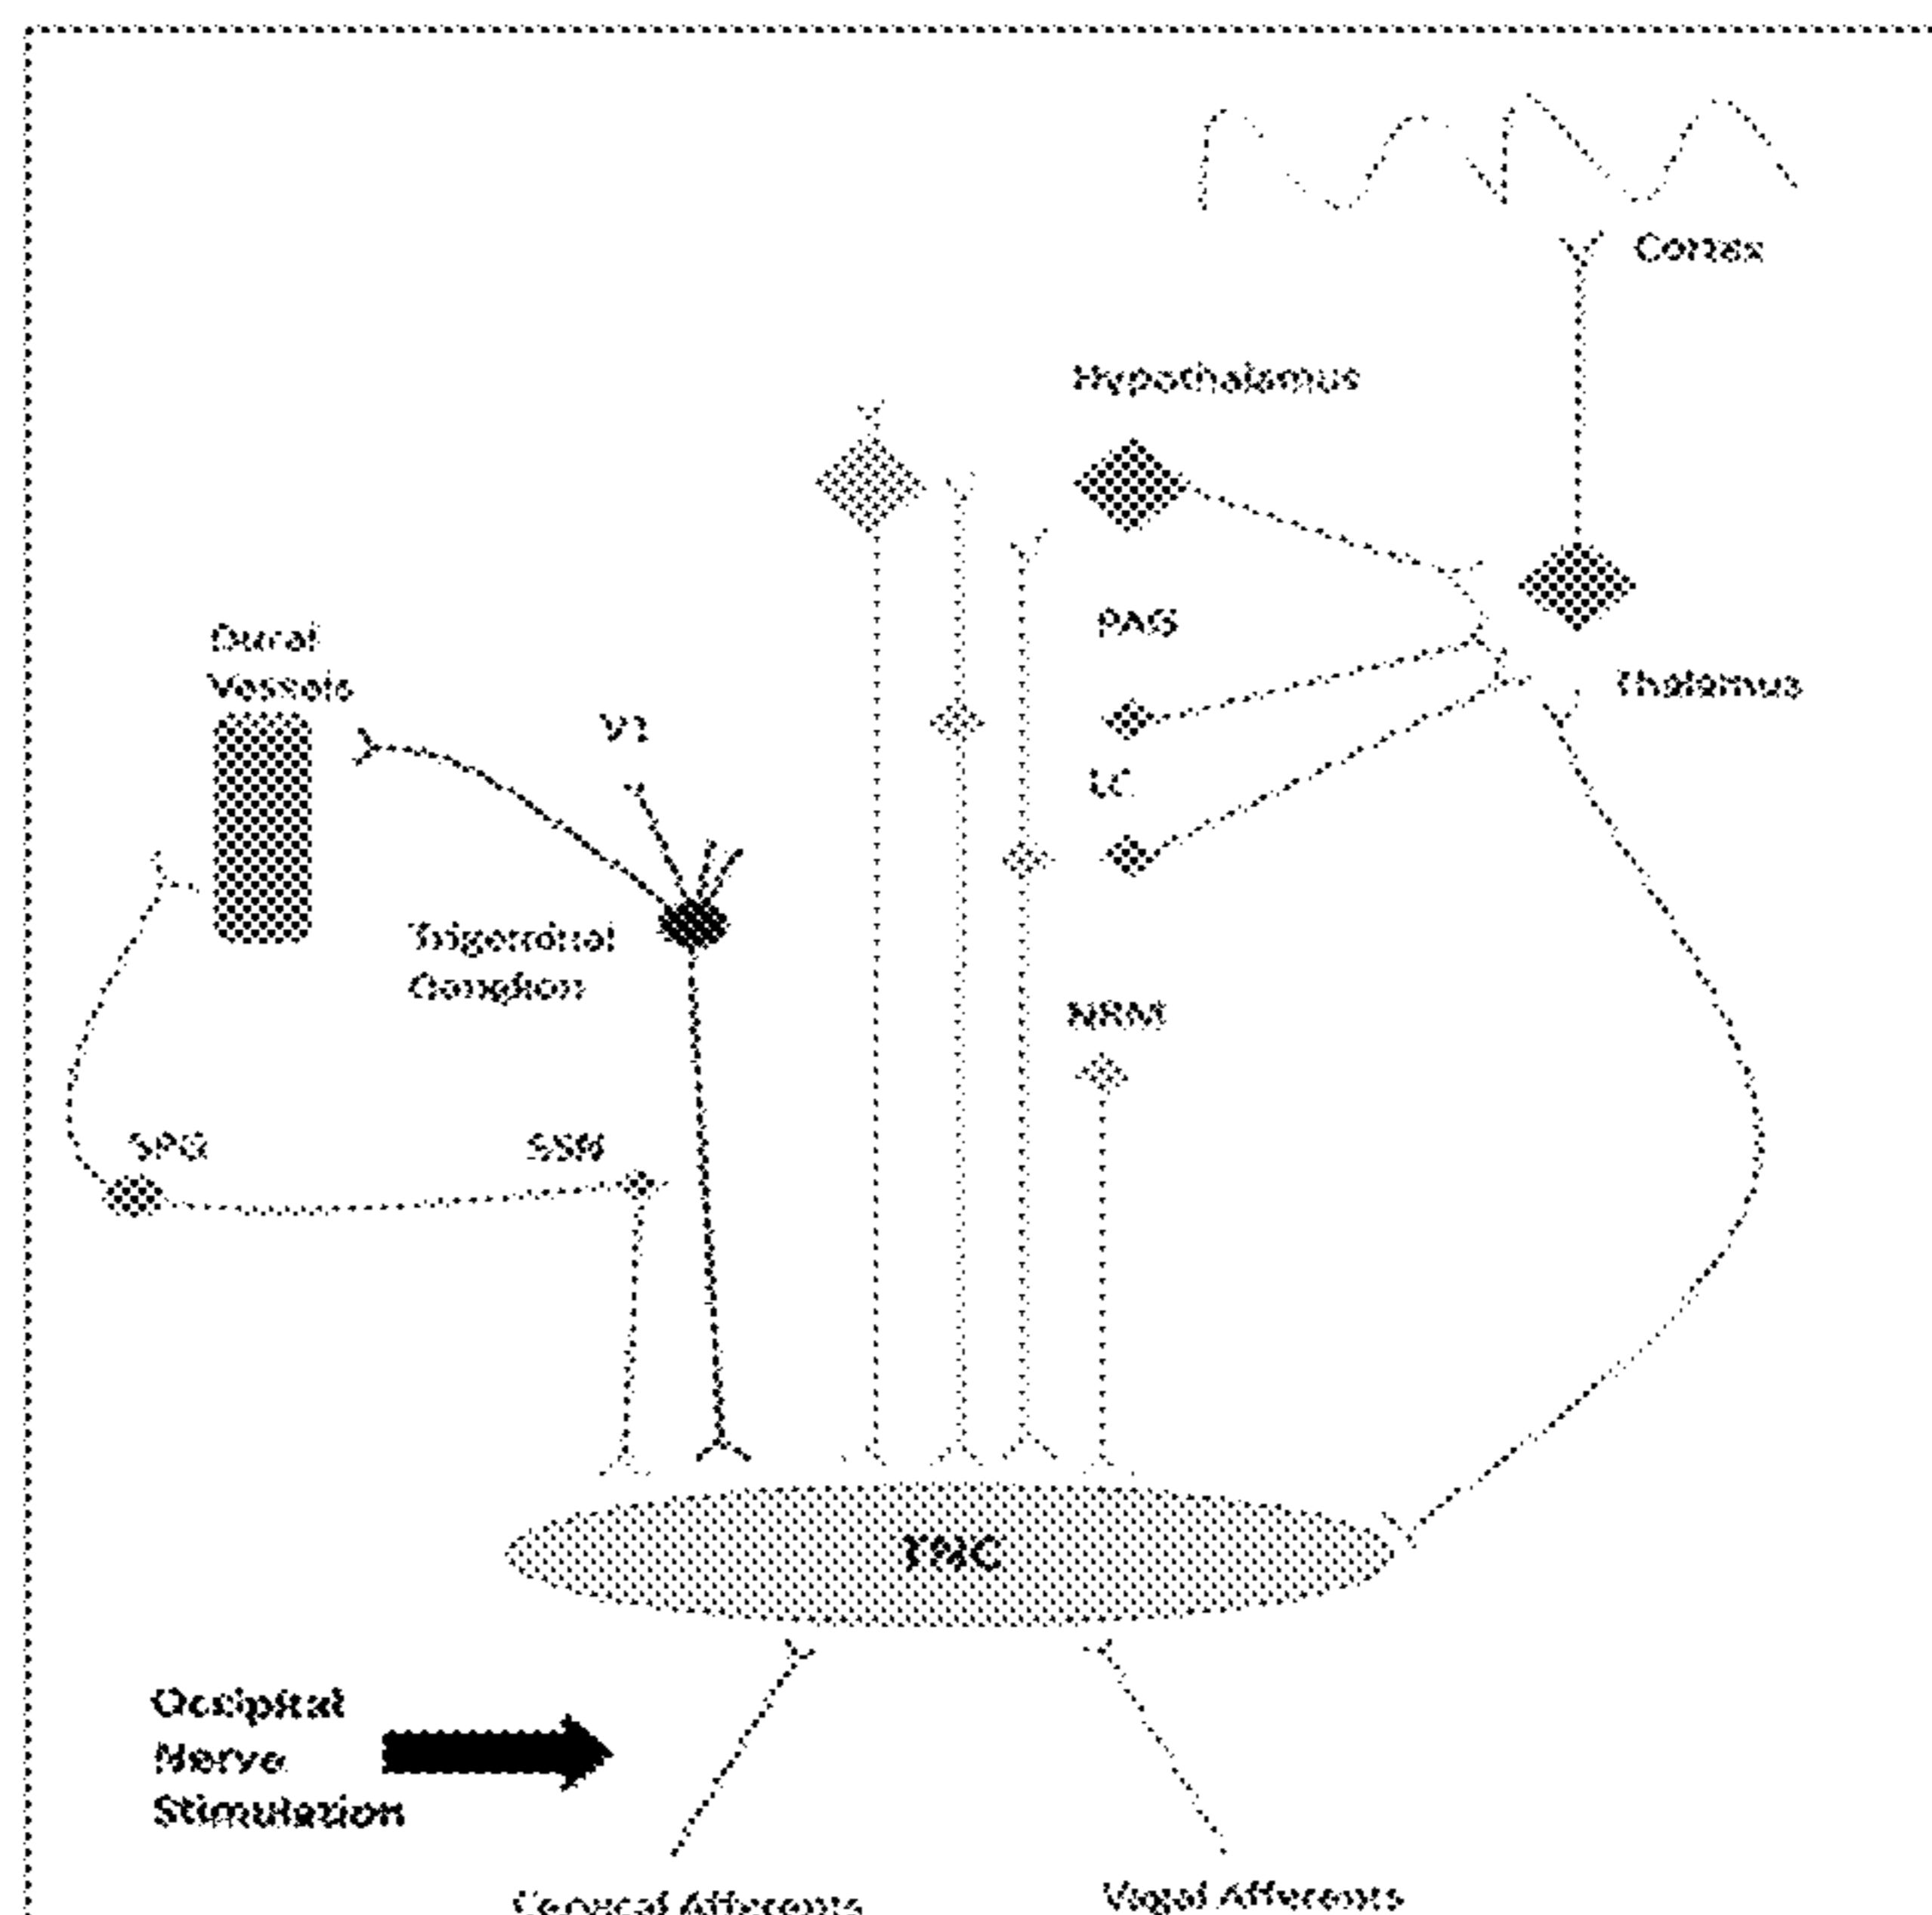 Cortex
Hypothalamus
PAG
Dural
Vessels
Thalamus
V1
LC
Trigeminal
Ganglion
NRM
SPG
SSN
TNC
Occipital
Nerve
Stimulation
Cervical Afferents
Vagal Afferents